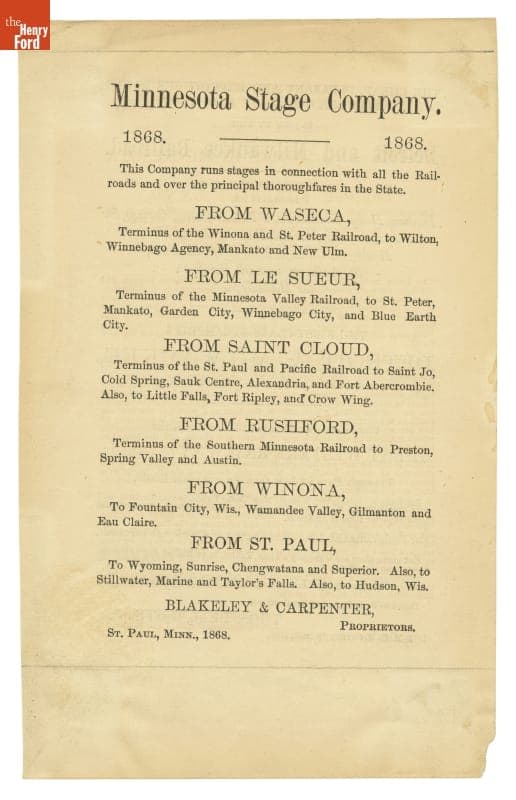 the
Henry
Ford
Minnesota Stage Company.
1868. 1868.
This Company runs stages in connection with all the Rail-
roads and over the principal thoroughfares in the State.
FROM WASECA,
Terminus of the Winona and St. Peter Railroad, to Wilton,
Winnebago Agency, Mankato and New Ulm.
FROM LE SUEUR,
Terminus of the Minnesota Valley Railroad, to St. Peter,
Mankato, Garden City, Winnebago City, and Blue Earth
City.
FROM SAINT CLOUD,
Terminus of the St. Paul and Pacific Railroad to Saint Jo,
Cold Spring, Sauk Centre, Alexandria, and Fort Abercrombie.
Also, to Little Falls, Fort Ripley, and Crow Wing.
FROM RUSHFORD,
Terminus of the Southern Minnesota Railroad to Preston,
Spring Valley and Austin.
FROM WINONA,
To Fountain City, Wis., Wamandee Valley, Gilmanton and
Eau Claire.
FROM ST. PAUL,
To Wyoming, Sunrise, Chengwatana and Superior. Also, to
Stillwater, Marine and Taylor's Falls. Also, to Hudson, Wis.
BLAKELEY & CARPENTER,
PROPRIETORS.
ST. PAUL, MINN., 1868.